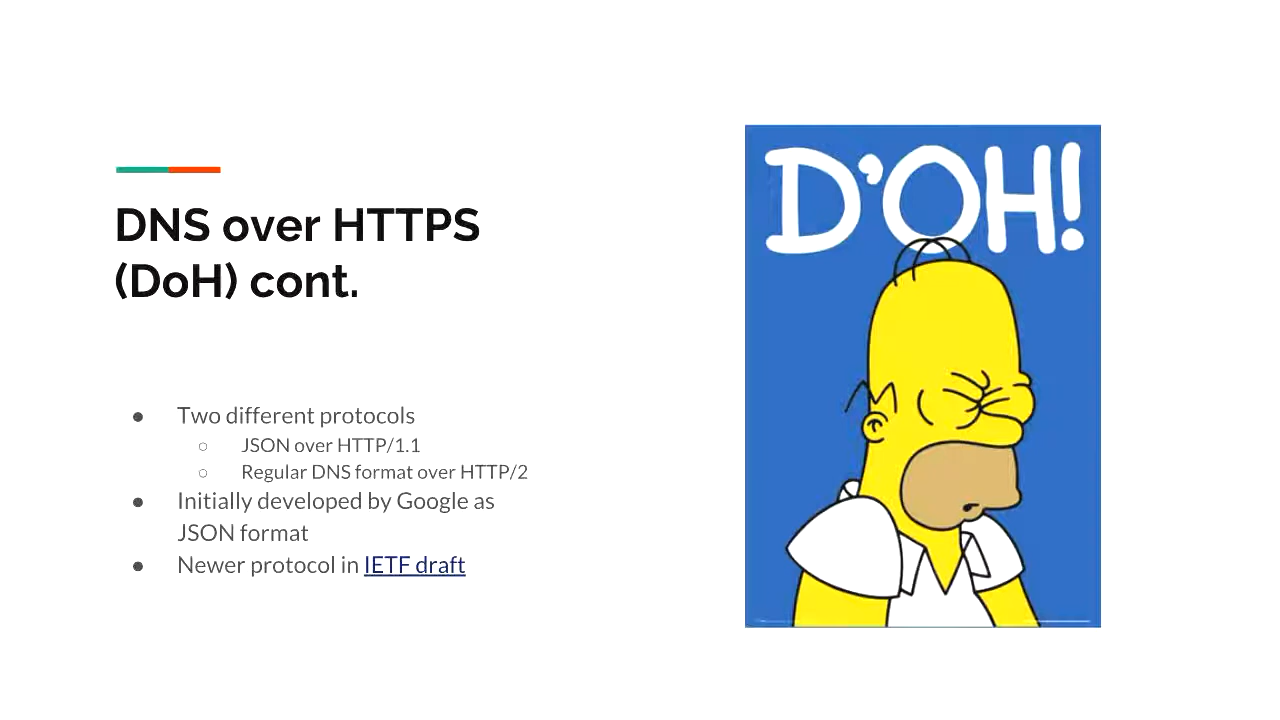 DNS over HTTPS
(DoH) cont.
● Two different protocols
○ JSON over HTTP/1.1
○ Regular DNS format over HTTP/2
● Initially developed by Google as
JSON format
● Newer protocol in IETF draft
D'OH!